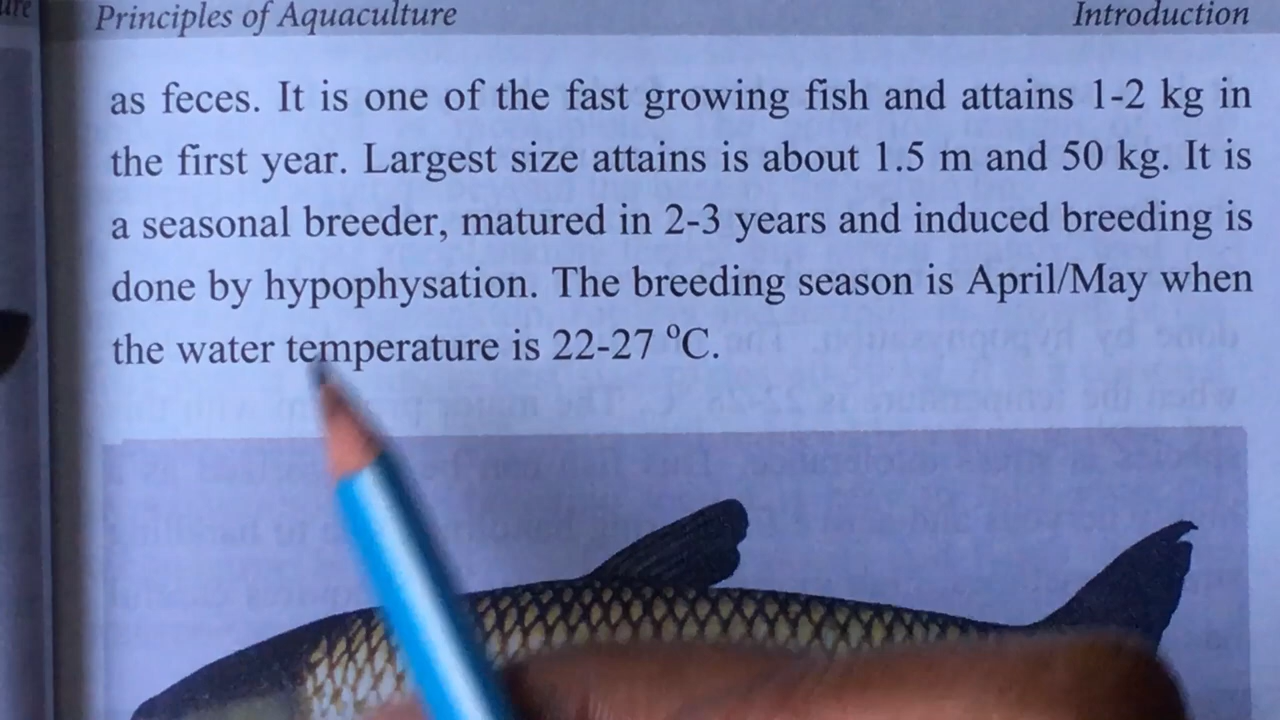 Principles of Aquaculture Introduction
as feces. It is one of the fast growing fish and attains 1-2 kg in
the first year. Largest size attains is about 1.5 m and 50 kg. It is
a seasonal breeder, matured in 2-3 years and induced breeding is
done by hypophysation. The breeding season is April/May when
the water temperature is 22-27 ºC.